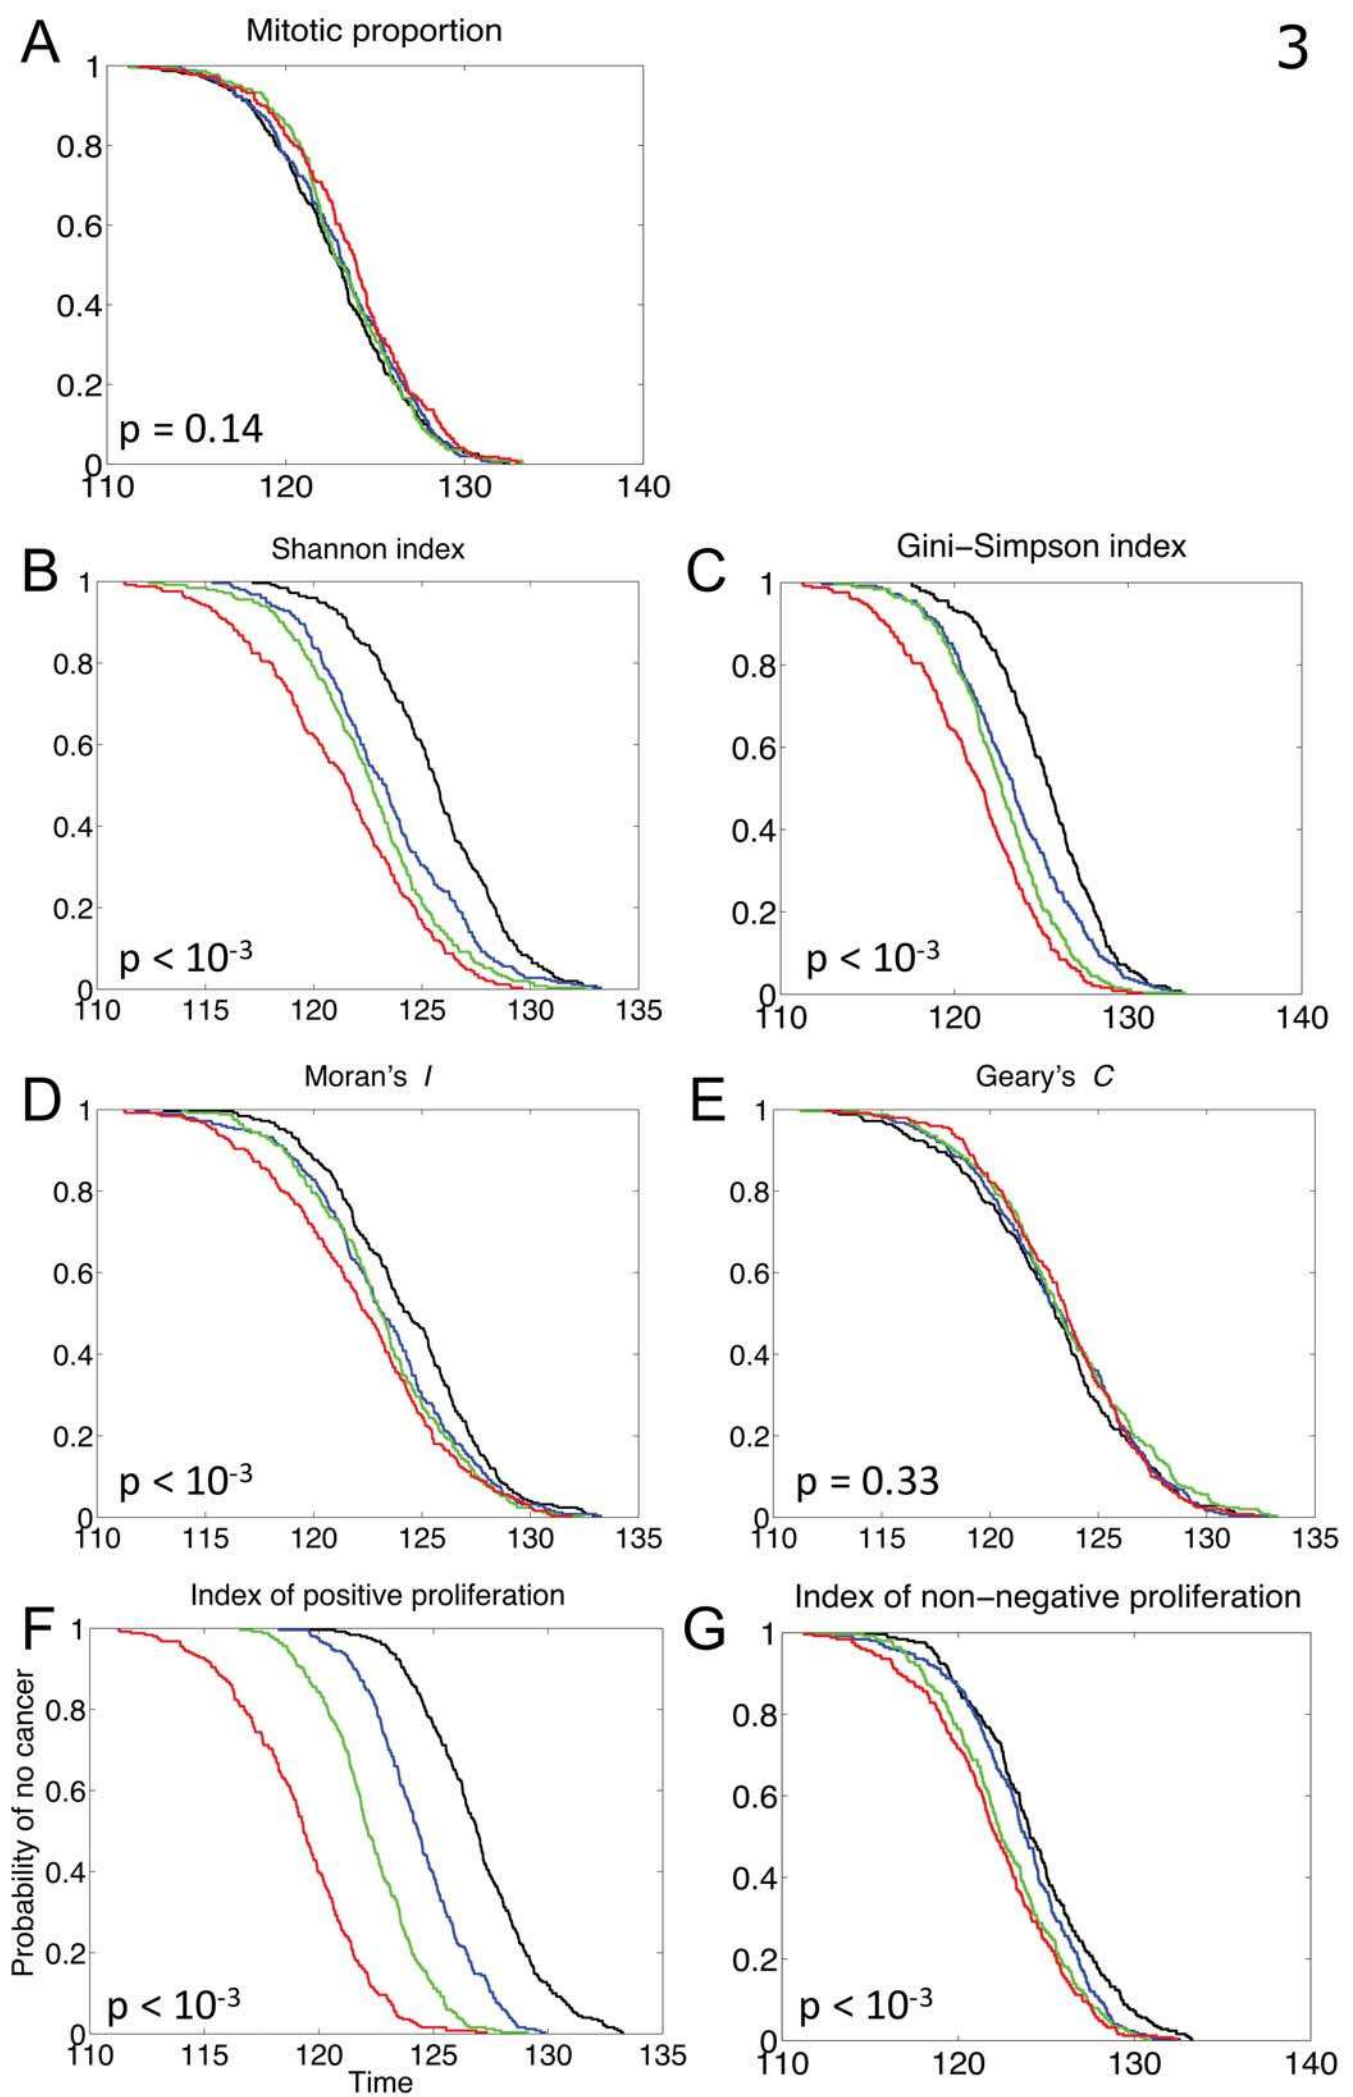 A
Mitotic proportion
3
1
0.8
0.6
0.4
0.2
0
p = 0.14
110 120 130 140
B
Shannon index
1
0.8
0.6
0.4
0.2
0
p < 10-3
110 115 120 125 130 135
C
Gini–Simpson index
1
0.8
0.6
0.4
0.2
0
p < 10-3
110 120 130 140
D
Moran's I
1
0.8
0.6
0.4
0.2
0
p < 10-3
110 115 120 125 130 135
E
Geary's C
1
0.8
0.6
0.4
0.2
0
p = 0.33
110 115 120 125 130 135
F
Index of positive proliferation
Probability of no cancer
1
0.8
0.6
0.4
0.2
0
p < 10-3
110 115 120 125 130 135
Time
G
Index of non–negative proliferation
1
0.8
0.6
0.4
0.2
0
p < 10-3
110 120 130 140